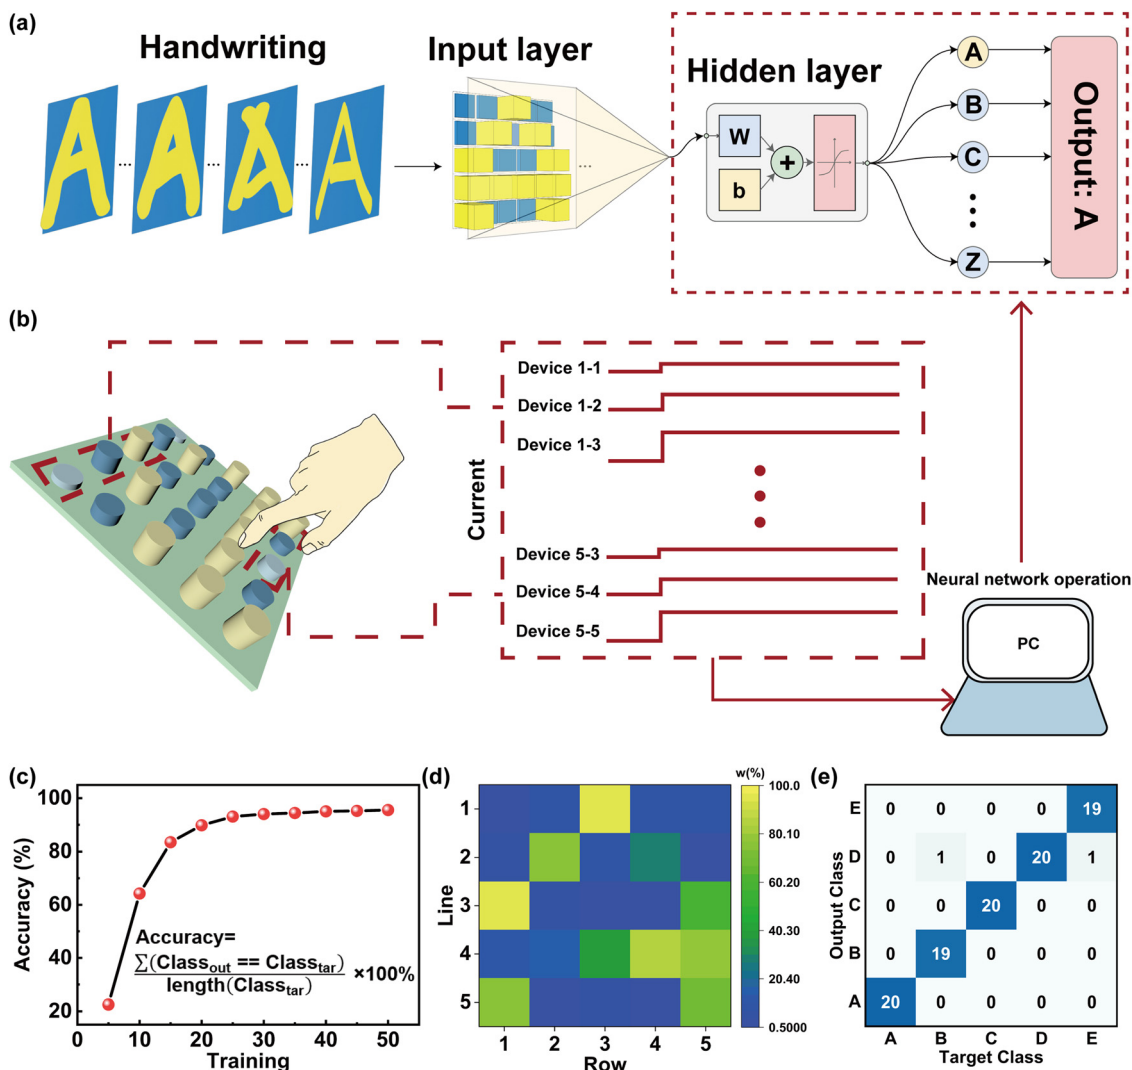 (a)
Handwriting
Input layer
Hidden layer
W
b
+
A
B
C
Z
Output: A
(b)
Current
Device 1-1
Device 1-2
Device 1-3
Device 5-3
Device 5-4
Device 5-5
Neural network operation
PC
(c)
Accuracy (%)
100
80
60
40
20
Accuracy=
∑(Class_out == Class_tar)
length(Class_tar)
×100%
10 20 30 40 50
Training
(d)
w(%)
Line
1
2
3
4
5
1 2 3 4 5
Row
100.0
80.10
60.20
40.30
20.40
0.5000
(e)
Output Class
E 0 0 0 0 19
D 0 1 0 20 1
C 0 0 20 0 0
B 0 19 0 0 0
A 20 0 0 0 0
A B C D E
Target Class